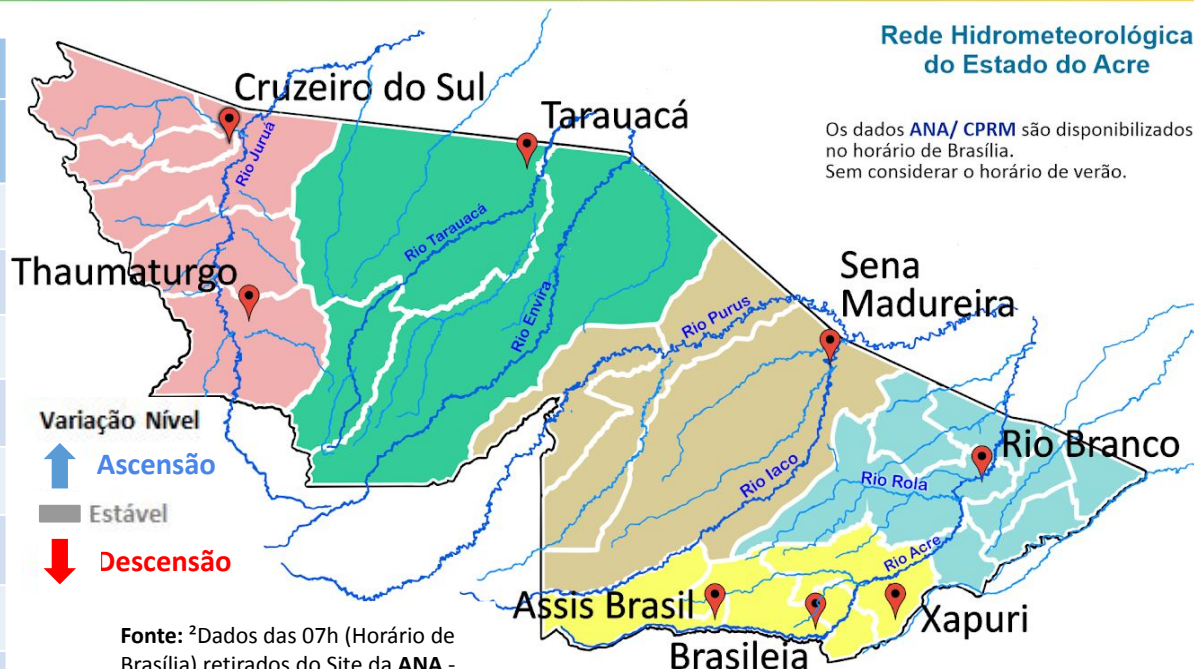 Rede Hidrometeorológica
do Estado do Acre
Os dados ANA/ CPRM são disponibilizados
no horário de Brasília.
Sem considerar o horário de verão.
Cruzeiro do Sul
Tarauacá
Rio Juruá
Rio Tarauacá
Thaumaturgo
Rio Envira
Sena
Madureira
Rio Purus
Variação Nível
Ascensão
Estável
Descensão
Rio Branco
Rio Iaco
Rio Rola
Rio Acre
Assis Brasil
Xapuri
Brasileia
Fonte: ²Dados das 07h (Horário de
Brasília) retirados do Site da ANA -